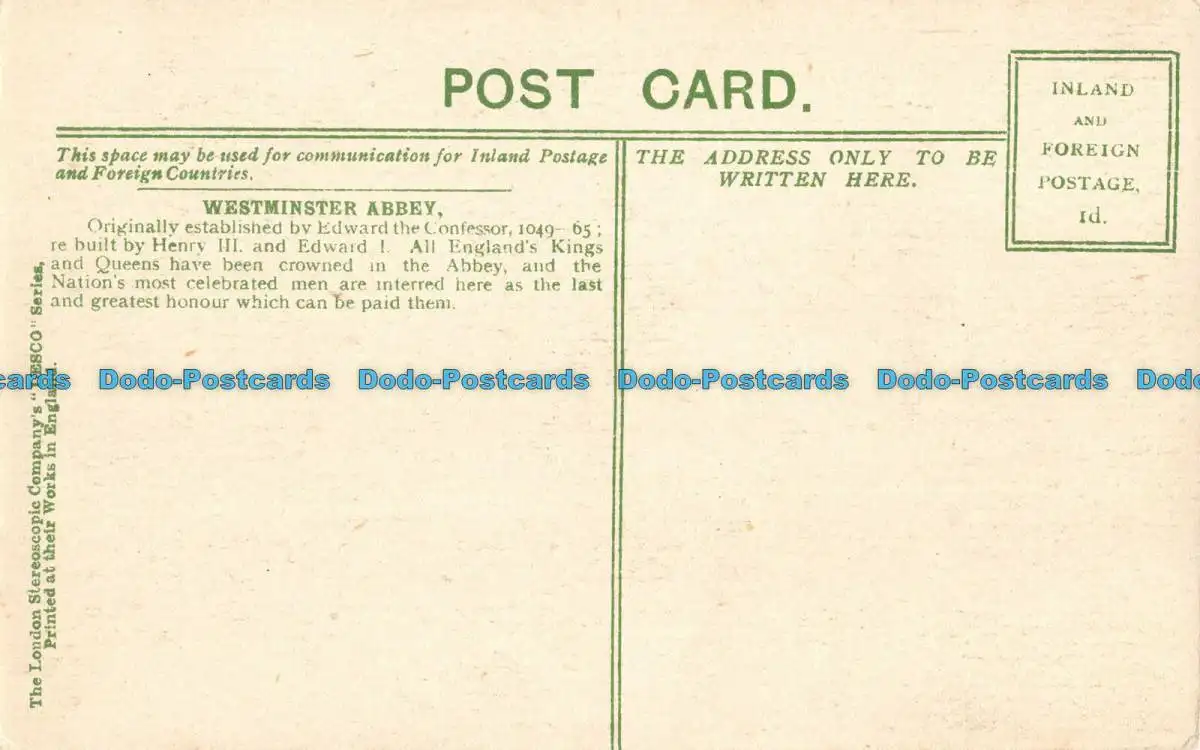 POST CARD.
INLAND
AND
FOREIGN
POSTAGE,
1d.
This space may be used for communication for Inland Postage
and Foreign Countries.
THE ADDRESS ONLY TO BE
WRITTEN HERE.
WESTMINSTER ABBEY,
Originally established by Edward the Confessor, 1049–65;
re built by Henry III. and Edward I. All England's Kings
and Queens have been crowned in the Abbey, and the
Nation's most celebrated men are interred here as the last
and greatest honour which can be paid them.
The London Stereoscopic Company's "LESCO" Series,
Printed at their Works in England.
cards Dodo-Postcards Dodo-Postcards Dodo-Postcards Dodo-Postcards Dodo